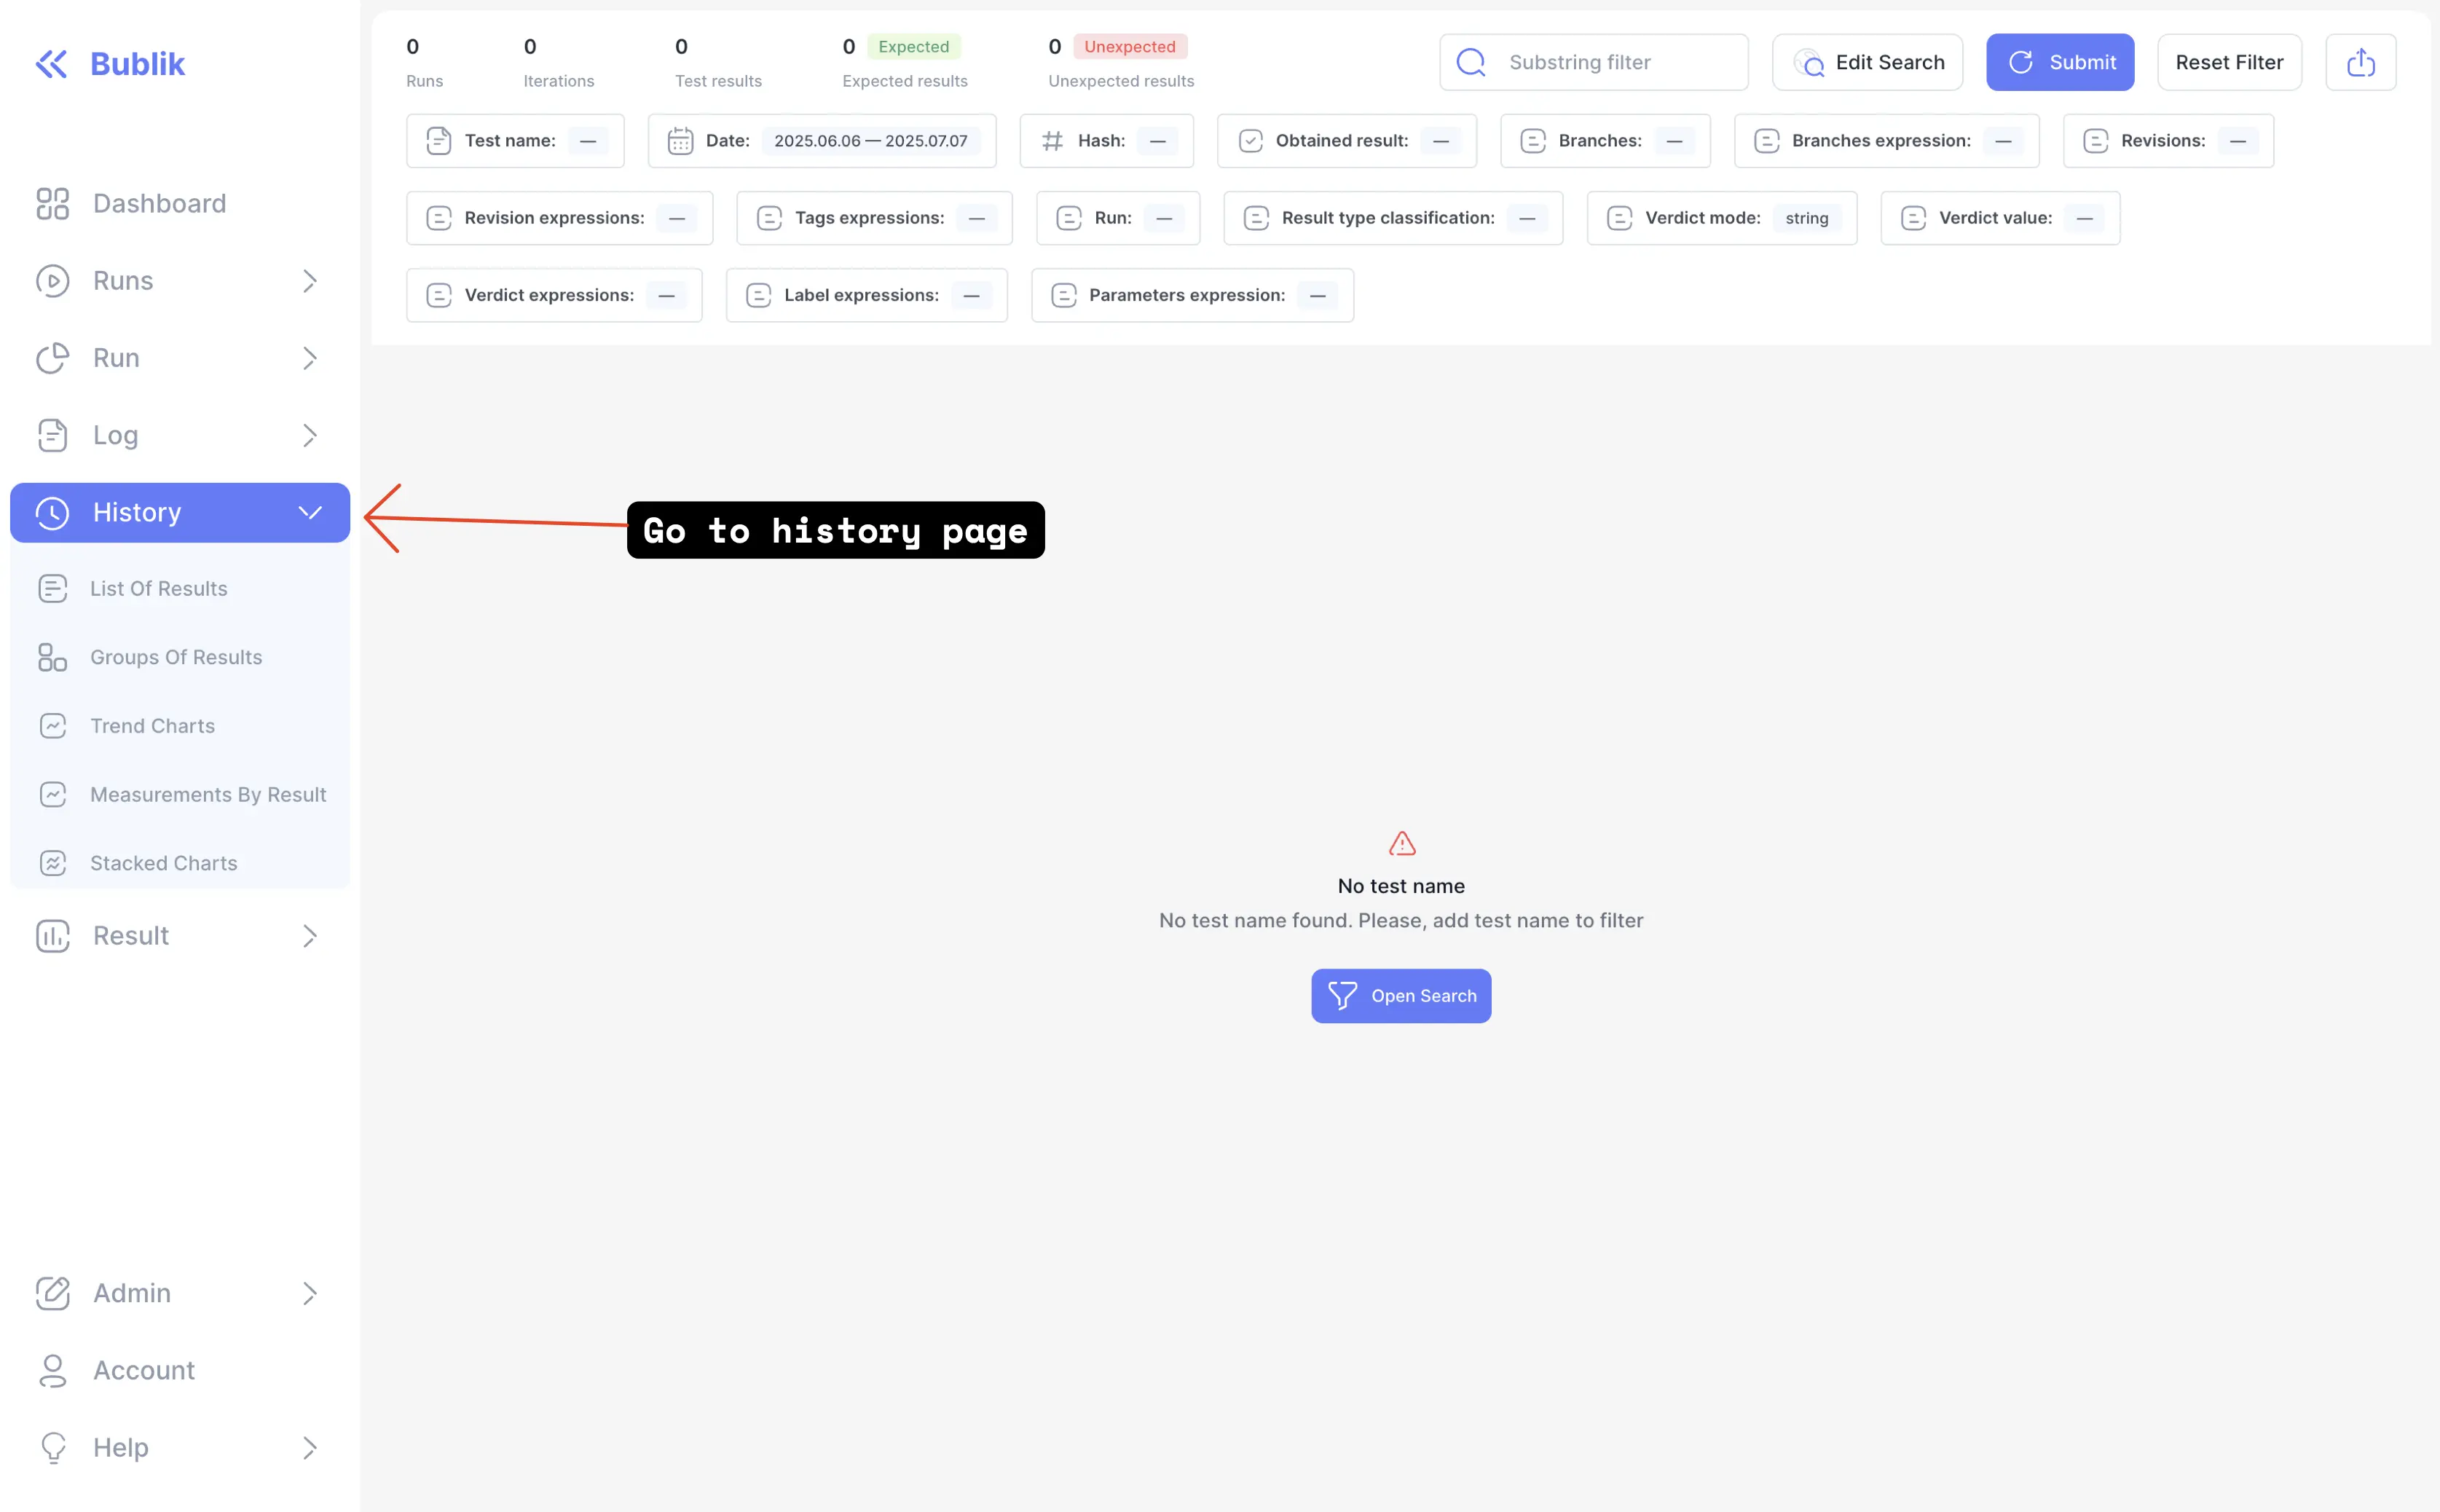 Bublik
Dashboard
Runs
Run
Log
History
List Of Results
Groups Of Results
Trend Charts
Measurements By Result
Stacked Charts
Result
Admin
Account
Help
0 0 0 0 Expected 0 Unexpected
Runs Iterations Test results Expected results Unexpected results
Substring filter Edit Search Submit Reset Filter
Test name: — Date: 2025.06.06 — 2025.07.07 Hash: — Obtained result: — Branches: — Branches expression: — Revisions: —
Revision expressions: — Tags expressions: — Run: — Result type classification: — Verdict mode: string Verdict value: —
Verdict expressions: — Label expressions: — Parameters expression: —
Go to history page
No test name
No test name found. Please, add test name to filter
Open Search